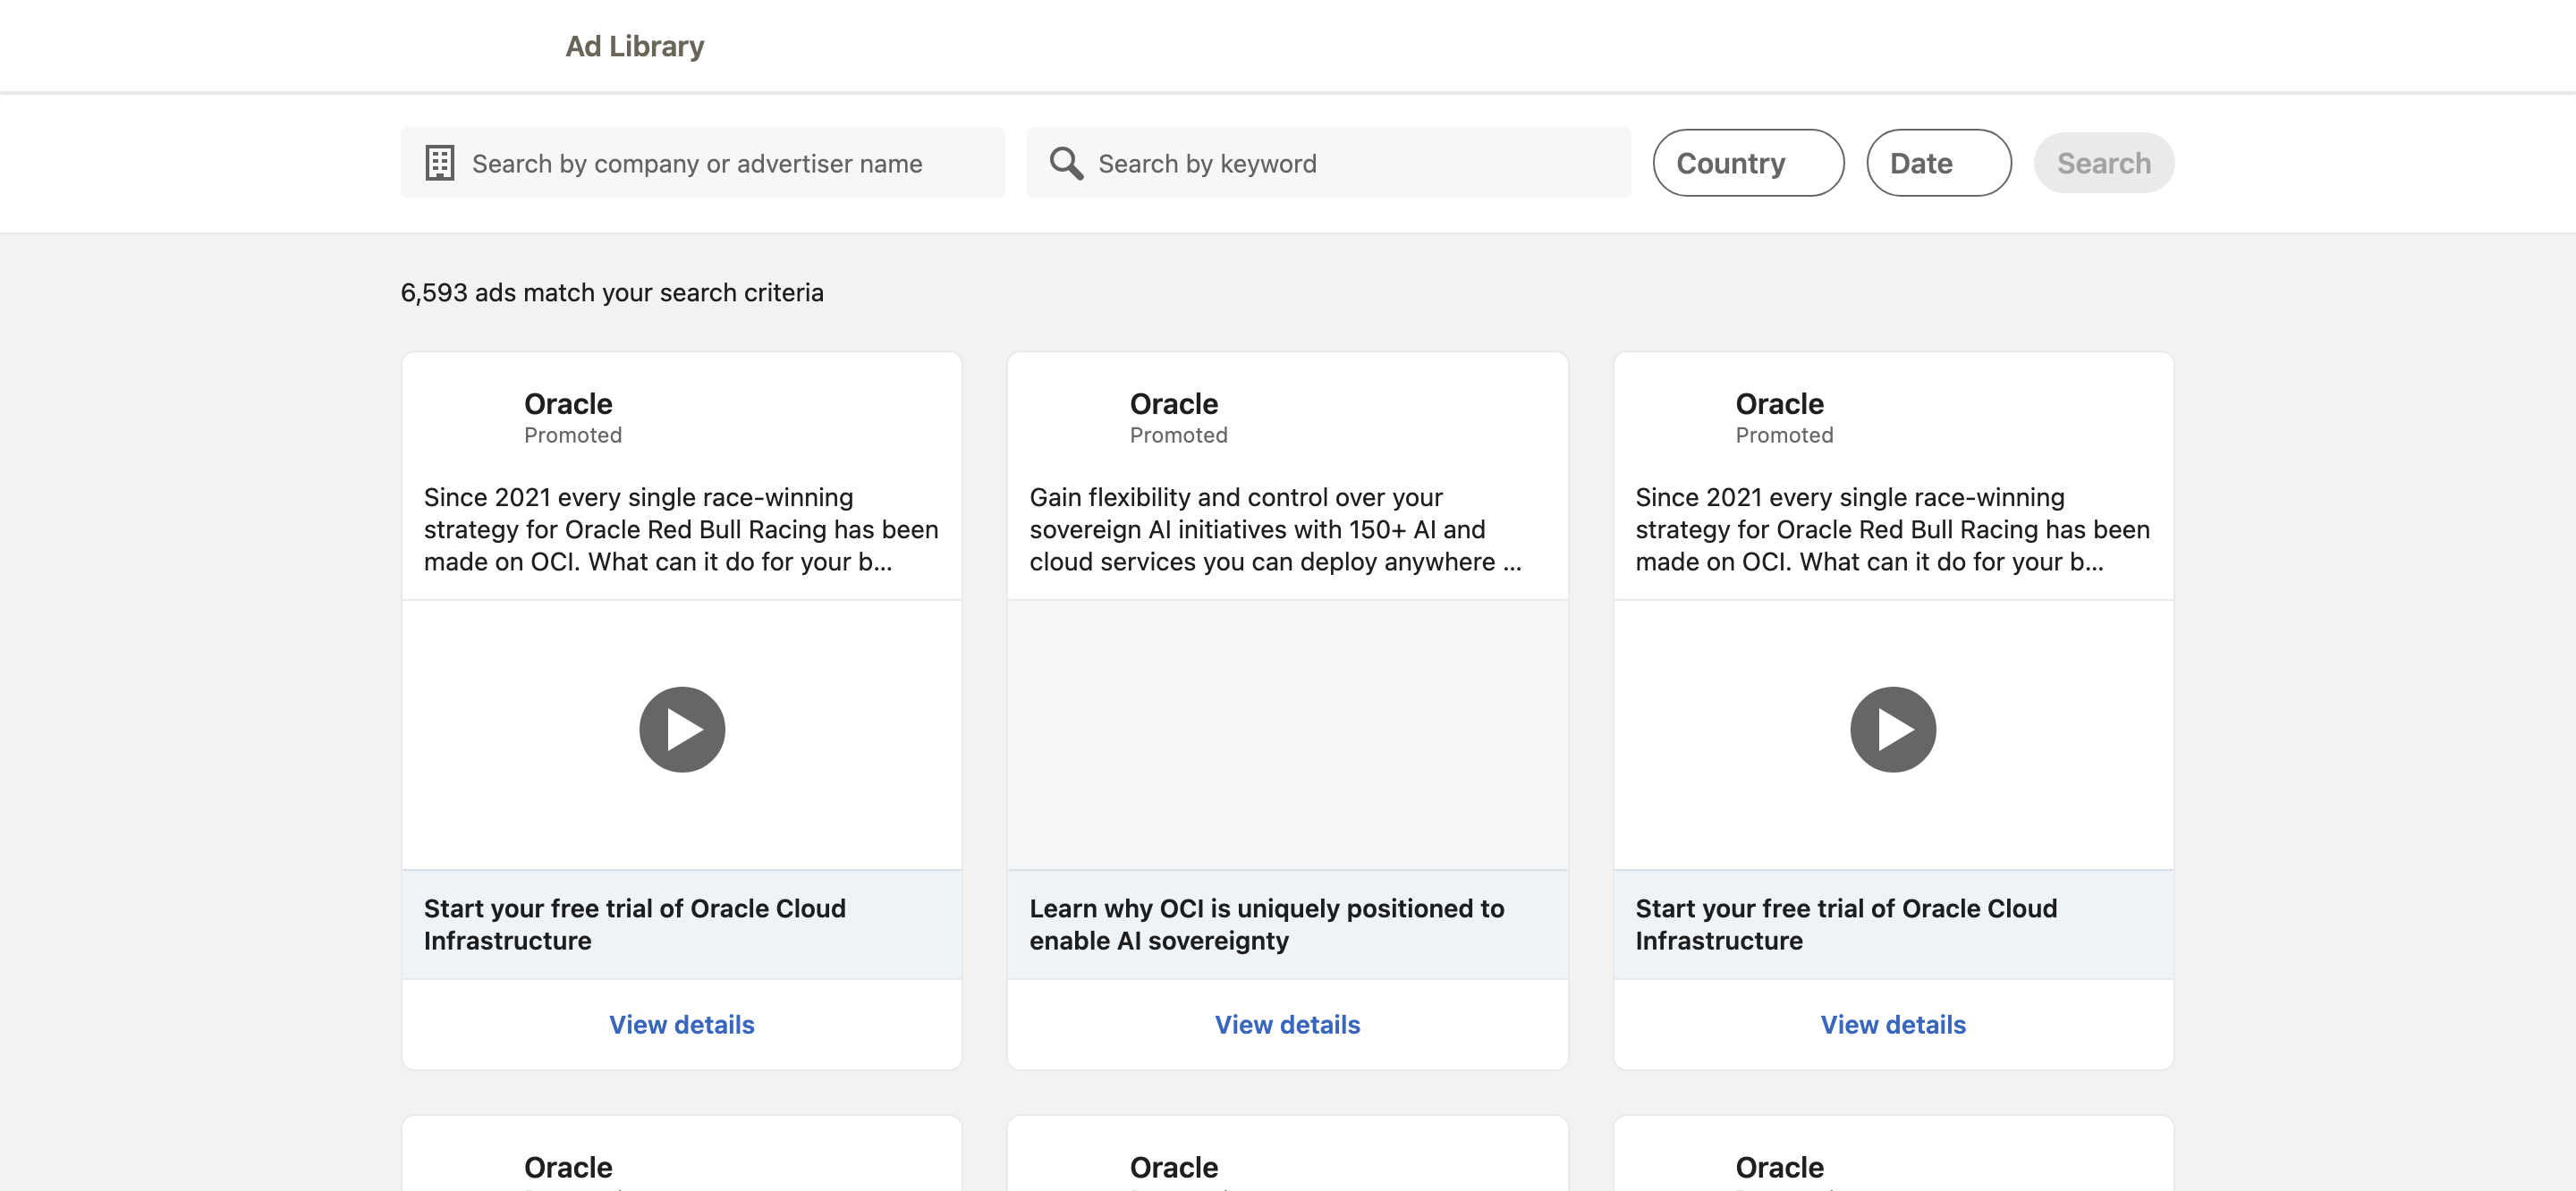 Ad Library
Search by company or advertiser name
Search by keyword
Country
Date
Search
6,593 ads match your search criteria
Oracle
Promoted
Since 2021 every single race-winning
strategy for Oracle Red Bull Racing has been
made on OCI. What can it do for your b...
Start your free trial of Oracle Cloud
Infrastructure
View details
Oracle
Promoted
Gain flexibility and control over your
sovereign AI initiatives with 150+ AI and
cloud services you can deploy anywhere ...
Learn why OCI is uniquely positioned to
enable AI sovereignty
View details
Oracle
Promoted
Since 2021 every single race-winning
strategy for Oracle Red Bull Racing has been
made on OCI. What can it do for your b...
Start your free trial of Oracle Cloud
Infrastructure
View details
Oracle
Oracle
Oracle